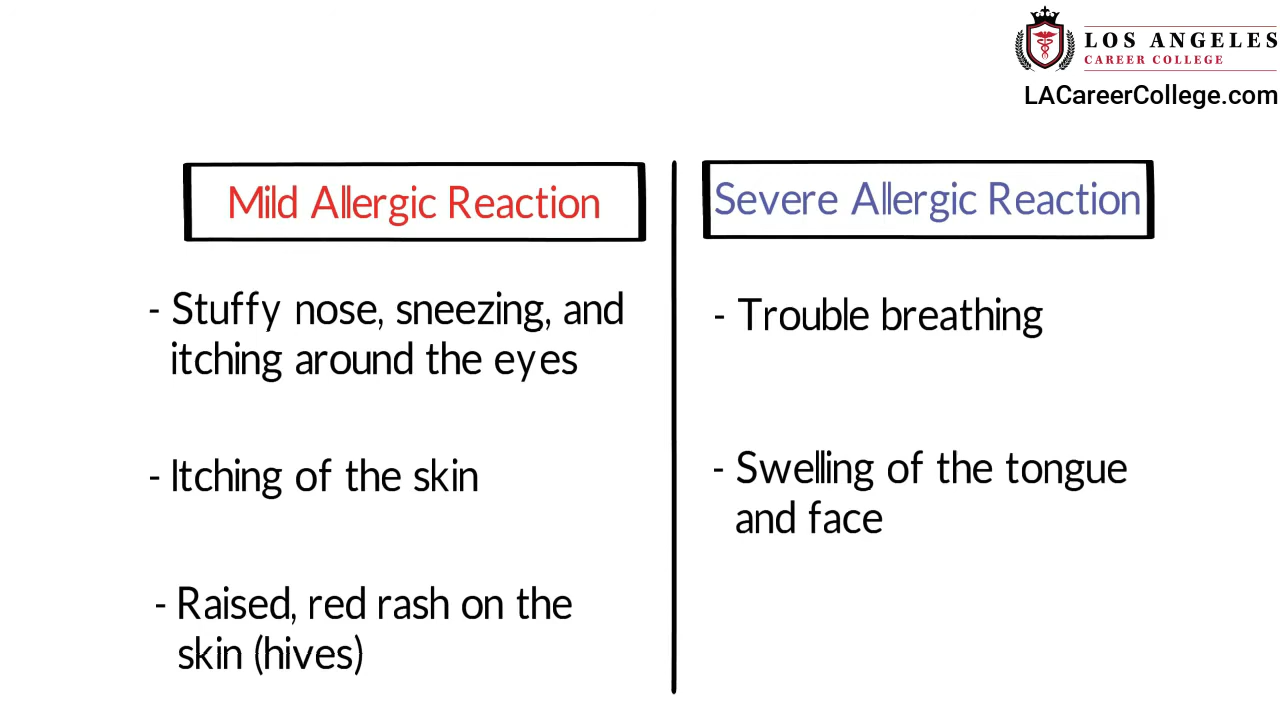 LOS ANGELES
CAREER COLLEGE
LACareerCollege.com
Mild Allergic Reaction
- Stuffy nose, sneezing, and
itching around the eyes
- Itching of the skin
- Raised, red rash on the
skin (hives)
Severe Allergic Reaction
- Trouble breathing
- Swelling of the tongue
and face